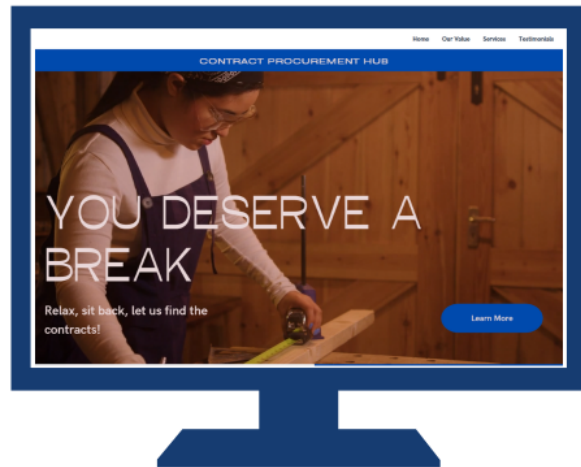 Home Our Value Services Testimonials
CONTRACT PROCUREMENT HUB
YOU DESERVE A
BREAK
Relax, sit back, let us find the
contracts!
Learn More